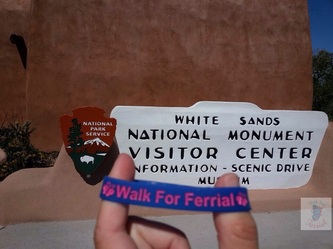 NATIONAL
PARK
SERVICE
WHITE SANDS
NATIONAL MONUMENT
VISITOR CENTER
INFORMATION - SCENIC DRIVE
MUSEUM
Walk For Ferrial